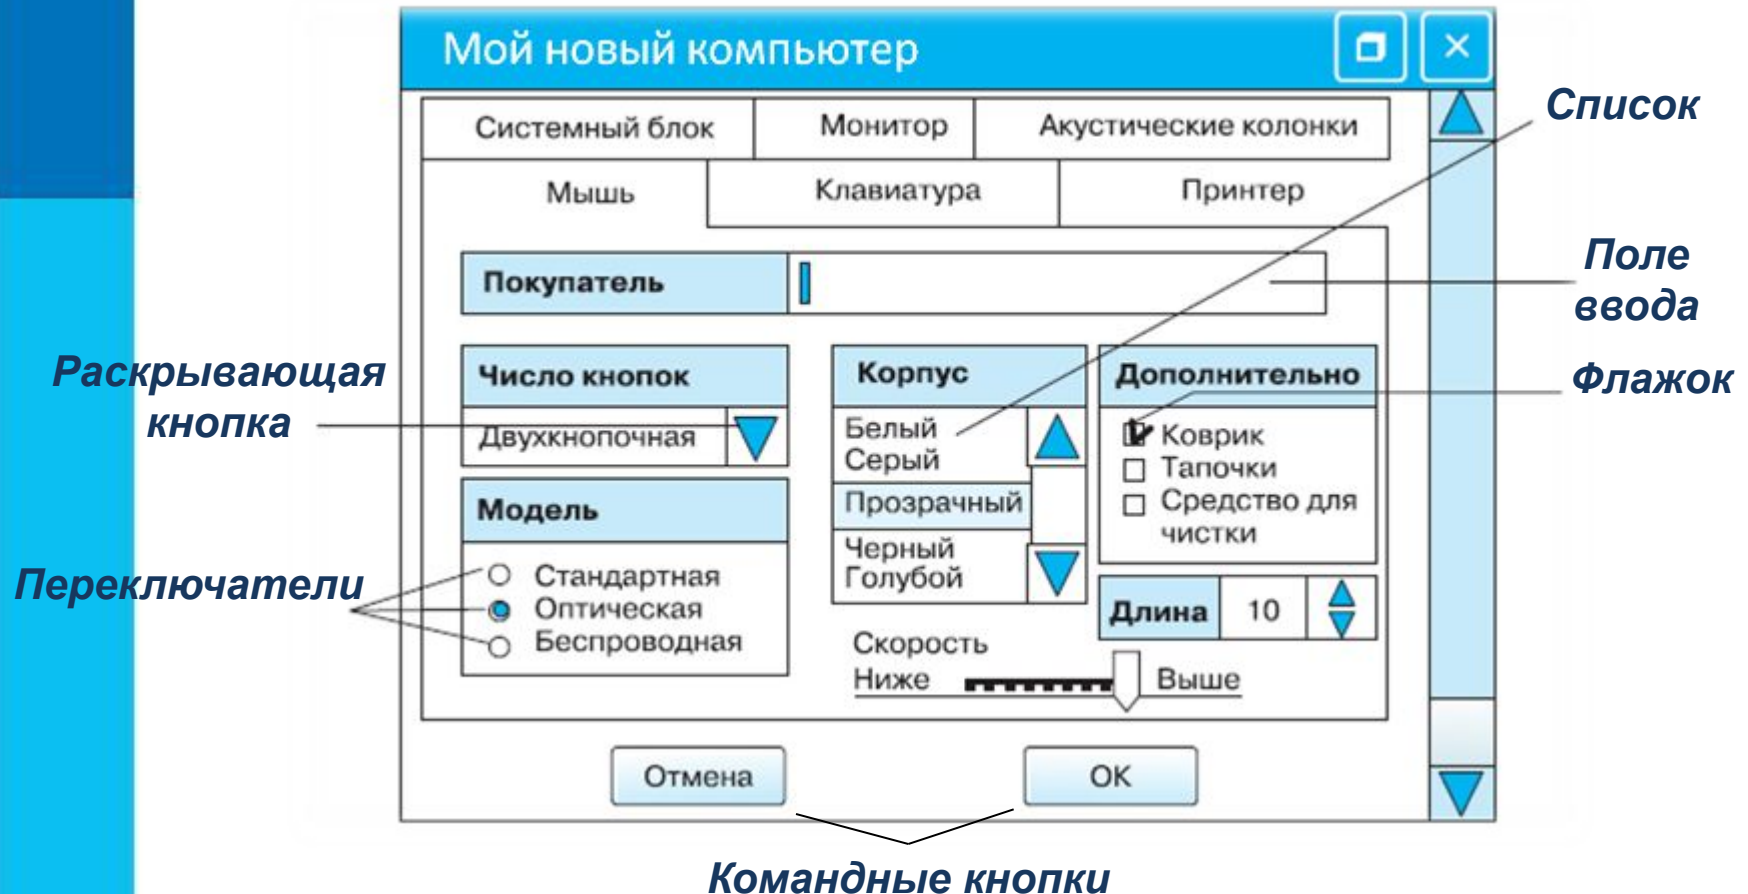 Мой новый компьютер
Список
Системный блок
Монитор
Акустические колонки
Мышь
Клавиатура
Принтер
Поле
ввода
Покупатель
Раскрывающая
кнопка
Число кнопок
Двухкнопочная
Корпус
Белый
Серый
Прозрачный
Черный
Голубой
Дополнительно
Коврик
Тапочки
Средство для
чистки
Флажок
Модель
Стандартная
Оптическая
Беспроводная
Переключатели
Длина
10
Скорость
Ниже
Выше
Отмена
ОК
Командные кнопки